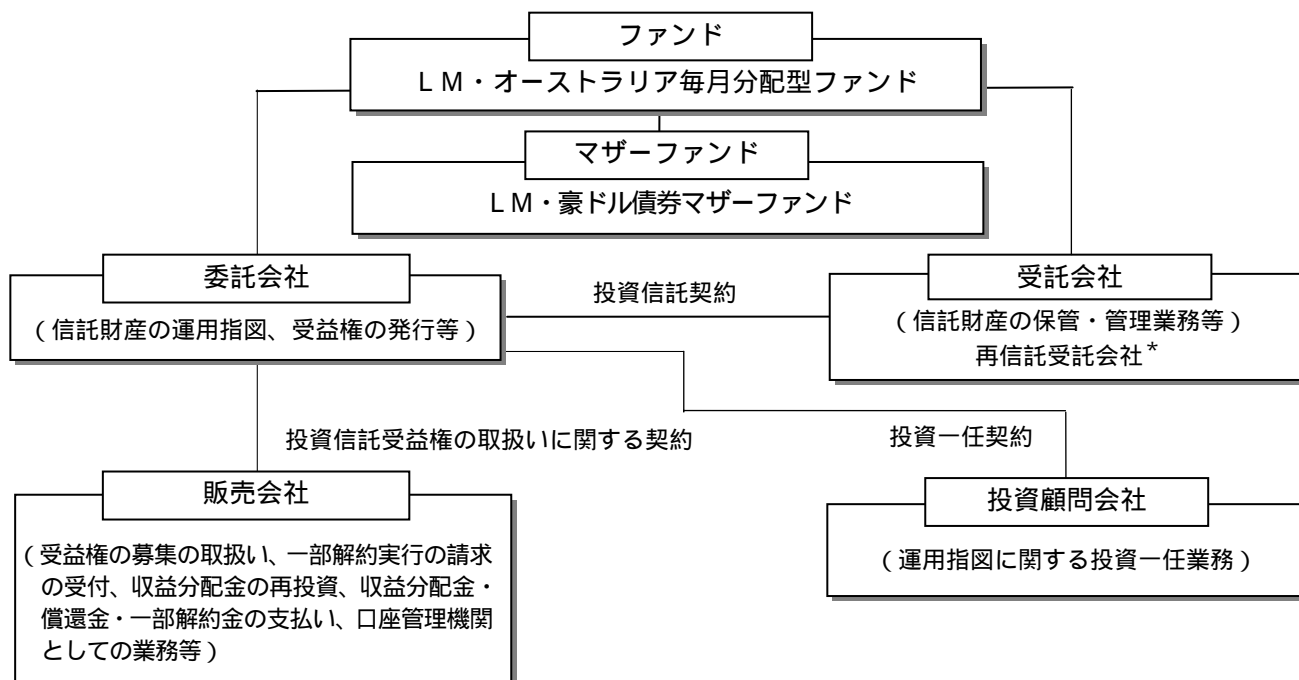 ファンド
ＬＭ・オーストラリア毎月分配型ファンド
マザーファンド
ＬＭ・豪ドル債券マザーファンド
委託会社
（信託財産の運用指図、受益権の発行等）
投資信託契約
受託会社
（信託財産の保管・管理業務等）
再信託受託会社*
投資信託受益権の取扱いに関する契約
投資一任契約
販売会社
（受益権の募集の取扱い、一部解約実行の請求
の受付、収益分配金の再投資、収益分配金・
償還金・一部解約金の支払い、口座管理機関
としての業務等）
投資顧問会社
（運用指図に関する投資一任業務）